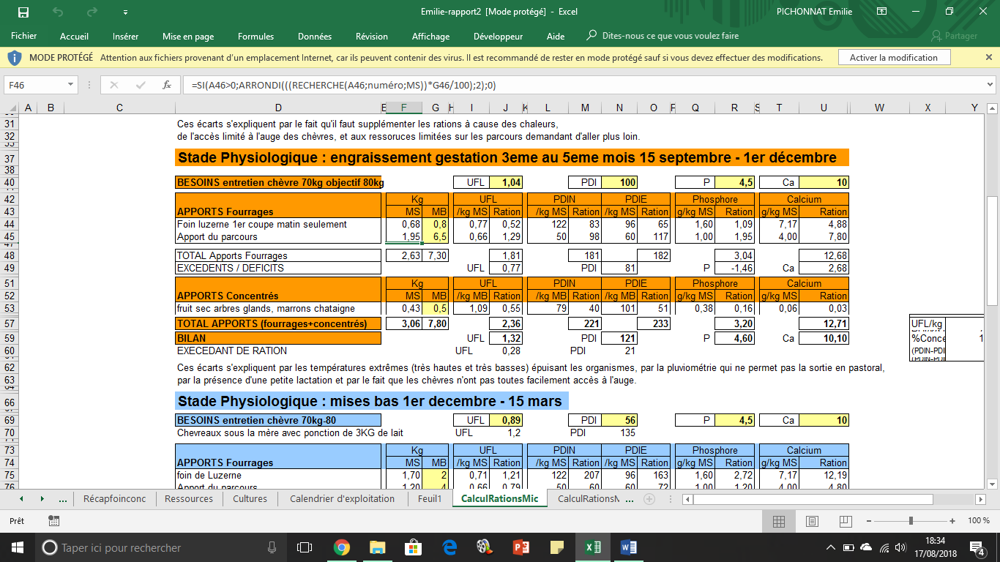 Emilie-rapport2 [Mode protégé] - Excel PICHONNAT Emilie
Fichier Accueil Insérer Mise en page Formules Données Révision Affichage Développeur Aide Dites-nous ce que vous voulez faire Partager
MODE PROTÉGÉ Attention aux fichiers provenant d'un emplacement Internet, car ils peuvent contenir des virus. Il est recommandé de rester en mode protégé sauf si vous devez effectuer des modifications. Activer la modification
F46 fx =SI(A46>0;ARRONDI(((RECHERCHE(A46;numéro;MS))*G46/100);2);0)
A B C D E F G H I J K L M N O P Q R S T U W X Y
31 Ces écarts s'expliquent par le fait qu'il faut supplémenter les rations à cause des chaleurs,
32 de l'accès limité à l'auge des chèvres, et aux ressoruces limitées sur les parcours demandant d'aller plus loin.
37 Stade Physiologique : engraissement gestation 3eme au 5eme mois 15 septembre - 1er décembre
38
40 BESOINS entretien chèvre 70kg objectif 80kg UFL 1,04 PDI 100 P 4,5 Ca 10
42 Kg UFL PDIN PDIE Phosphore Calcium
43 APPORTS Fourrages MS MB /kg MS Ration /kg MS Ration /kg MS Ration g/kg MS Ration g/kg MS Ration
44 Foin luzerne 1er coupe matin seulement 0,68 0,8 0,77 0,52 122 83 96 65 1,60 1,09 7,17 4,88
45 Apport du parcours 1,95 6,5 0,66 1,29 50 98 60 117 1,00 1,95 4,00 7,80
48 TOTAL Apports Fourrages 2,63 7,30 1,81 181 182 3,04 12,68
49 EXCEDENTS / DEFICITS UFL 0,77 PDI 81 P -1,46 Ca 2,68
51 Kg UFL PDIN PDIE Phosphore Calcium
52 APPORTS Concentrés MS MB /kg MB Ration /kg MB Ration /kg MB Ration g/kg MS Ration g/kg MS Ration
53 fruit sec arbres glands, marrons chataigne 0,43 0,5 1,09 0,55 79 40 101 51 0,38 0,16 0,06 0,03
57 TOTAL APPORTS (fourrages+concentrés) 3,06 7,80 2,36 221 233 3,20 12,71 UFL/kg
59 BILAN UFL 1,32 PDI 121 P 4,60 Ca 10,10 %Conce 1
60 EXECEDANT DE RATION UFL 0,28 PDI 21 (PDIN-PDI
62 Ces écarts s'expliquent par les températures extrêmes (très hautes et très basses) épuisant les organismes, par la pluviométrie qui ne permet pas la sortie en pastoral,
63 par la présence d'une petite lactation et par le fait que les chèvres n'ont pas toutes facilement accès à l'auge.
66 Stade Physiologique : mises bas 1er decembre - 15 mars
69 BESOINS entretien chèvre 70kg-80 UFL 0,89 PDI 56 P 4,5 Ca 10
70 Chevreaux sous la mère avec ponction de 3KG de lait UFL 1,2 PDI 135
73 Kg UFL PDIN PDIE Phosphore Calcium
74 APPORTS Fourrages MS MB /kg MS Ration /kg MS Ration /kg MS Ration g/kg MS Ration g/kg MS Ration
75 foin de Luzerne 1,70 2 0,71 1,21 122 207 96 163 1,60 2,72 7,17 12,19
76 Apport du parcours 1,20 4 0,66 0,79 50 60 60 72 1,00 1,20 4,00 4,80
... Récapfoinconc Ressources Cultures Calendrier d'exploitation Feuil1 CalculRationsMic CalculRationsM ...
Prêt 100 %
Taper ici pour rechercher 18:34
17/08/2018 4